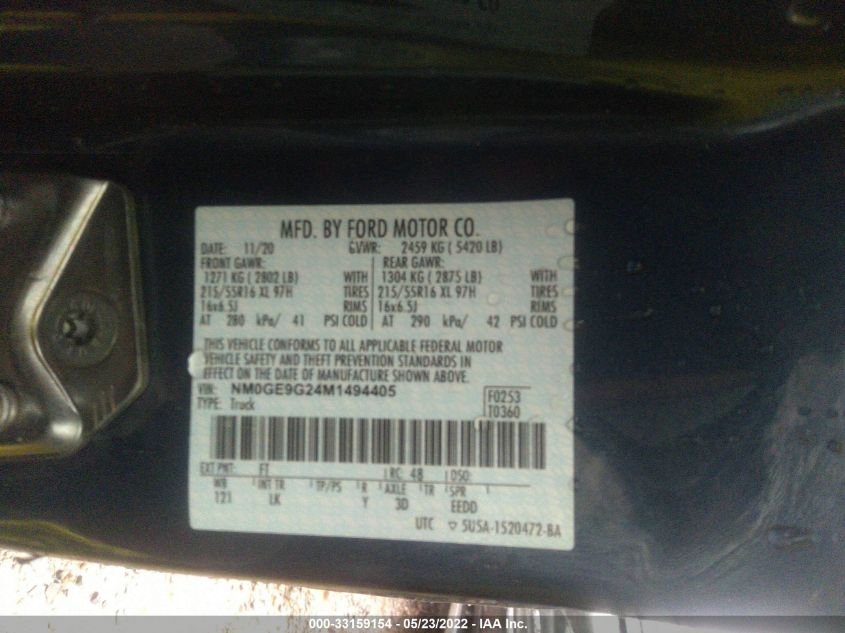 MFD. BY FORD MOTOR CO.
DATE: 11/20 GVWR: 2459 KG ( 5420 LB)
FRONT GAWR: REAR GAWR:
1271 KG ( 2802 LB) WITH 1304 KG ( 2875 LB) WITH
215/55R16 XL 97H TIRES 215/55R16 XL 97H TIRES
16x6.5J RIMS 16x6.5J RIMS
AT 280 kPa/ 41 PSI COLD AT 290 kPa/ 42 PSI COLD
THIS VEHICLE CONFORMS TO ALL APPLICABLE FEDERAL MOTOR
VEHICLE SAFETY AND THEFT PREVENTION STANDARDS IN
EFFECT ON THE DATE OF MANUFACTURE SHOWN ABOVE.
VIN: NM0GE9G24M1494405 F0253
TYPE: Truck T0360
EXT PNT: FT RC: 48 DSO:
WB INT TR TP/PS R AXLE TR SPR
121 LK Y 3D EEDD
UTC ▽ 5USA-1520472-BA
000-33159154 - 05/23/2022 - IAA Inc.